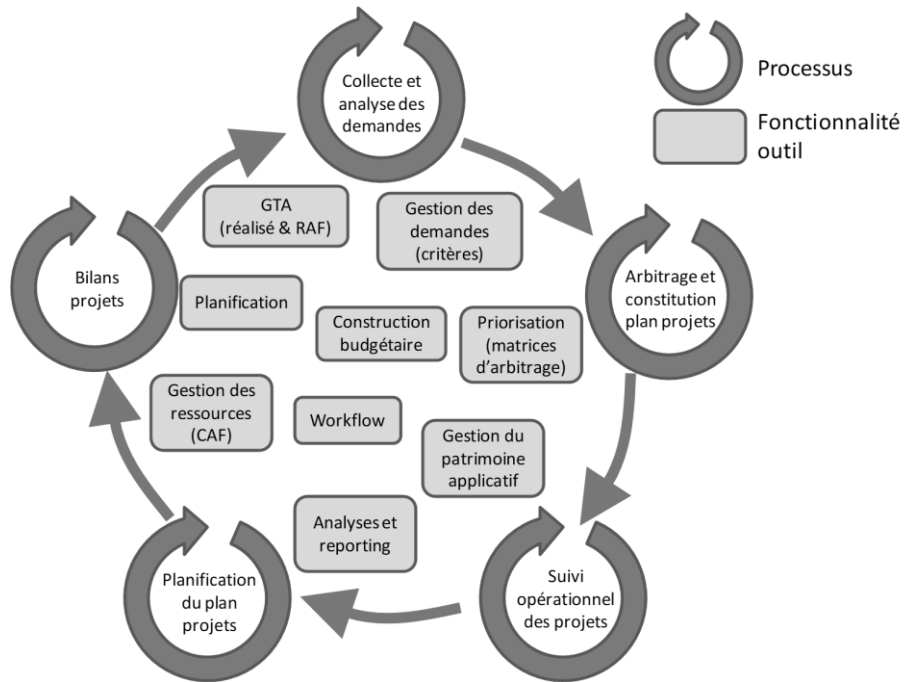 Collecte et
analyse des
demandes
Processus
Fonctionnalité
outil
GTA
(réalisé & RAF)
Gestion des
demandes
(critères)
Bilans
projets
Planification
Arbitrage et
constitution
plan projets
Construction
budgétaire
Priorisation
(matrices
d'arbitrage)
Gestion des
ressources
(CAF)
Workflow
Gestion du
patrimoine
applicatif
Analyses et
reporting
Planification
du plan
projets
Suivi
opérationnel
des projets